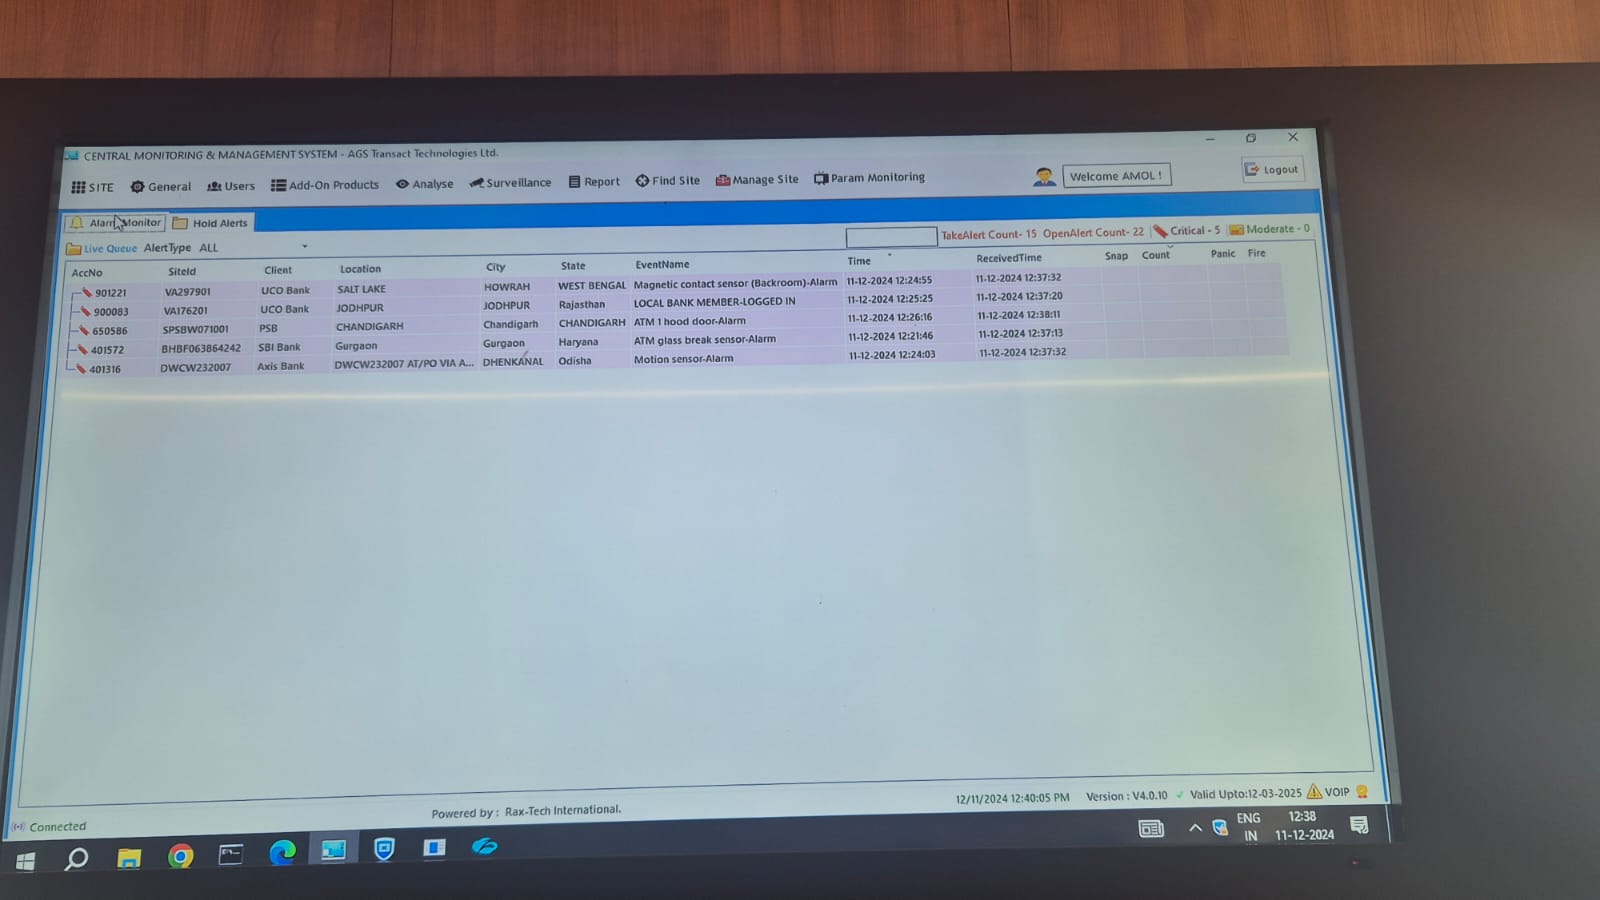 CENTRAL MONITORING & MANAGEMENT SYSTEM - AGS Transact Technologies Ltd.
SITE General Users Add-On Products Analyse Surveillance Report Find Site Manage Site Param Monitoring Welcome AMOL ! Logout
Alarm Monitor Hold Alerts
Live Queue AlertType ALL TakeAlert Count- 15 OpenAlert Count- 22 Critical - 5 Moderate - 0
AccNo SiteId Client Location City State EventName Time ReceivedTime Snap Count Panic Fire
901221 VA297901 UCO Bank SALT LAKE HOWRAH WEST BENGAL Magnetic contact sensor (Backroom)-Alarm 11-12-2024 12:24:55 11-12-2024 12:37:32
900083 VA176201 UCO Bank JODHPUR JODHPUR Rajasthan LOCAL BANK MEMBER-LOGGED IN 11-12-2024 12:25:25 11-12-2024 12:37:20
650586 SPSBW071001 PSB CHANDIGARH Chandigarh CHANDIGARH ATM 1 hood door-Alarm 11-12-2024 12:26:16 11-12-2024 12:38:11
401572 BHBF063864242 SBI Bank Gurgaon Gurgaon Haryana ATM glass break sensor-Alarm 11-12-2024 12:21:46 11-12-2024 12:37:13
401316 DWCW232007 Axis Bank DWCW232007 AT/PO VIA A... DHENKANAL Odisha Motion sensor-Alarm 11-12-2024 12:24:03 11-12-2024 12:37:32
Connected Powered by : Rax-Tech International. 12/11/2024 12:40:05 PM Version : V4.0.10 Valid Upto:12-03-2025 VOIP
ENG 12:38
IN 11-12-2024